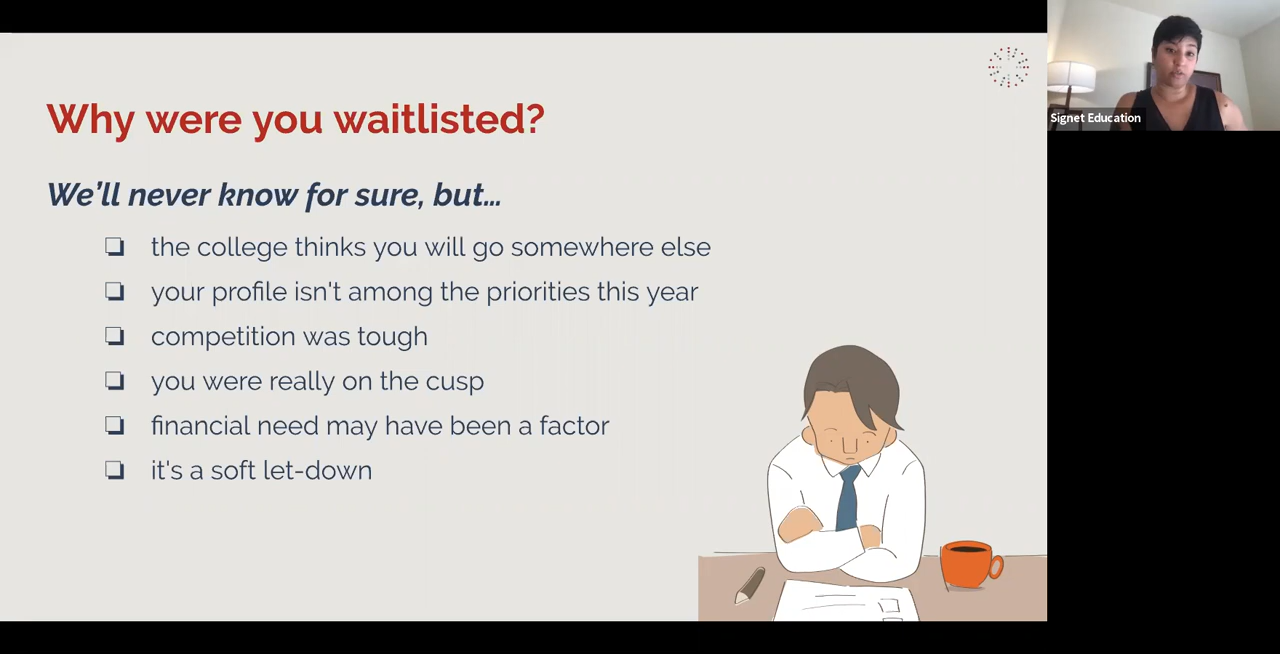 Why were you waitlisted?
We'll never know for sure, but...
❏ the college thinks you will go somewhere else
❏ your profile isn't among the priorities this year
❏ competition was tough
❏ you were really on the cusp
❏ financial need may have been a factor
❏ it's a soft let-down
Signet Education